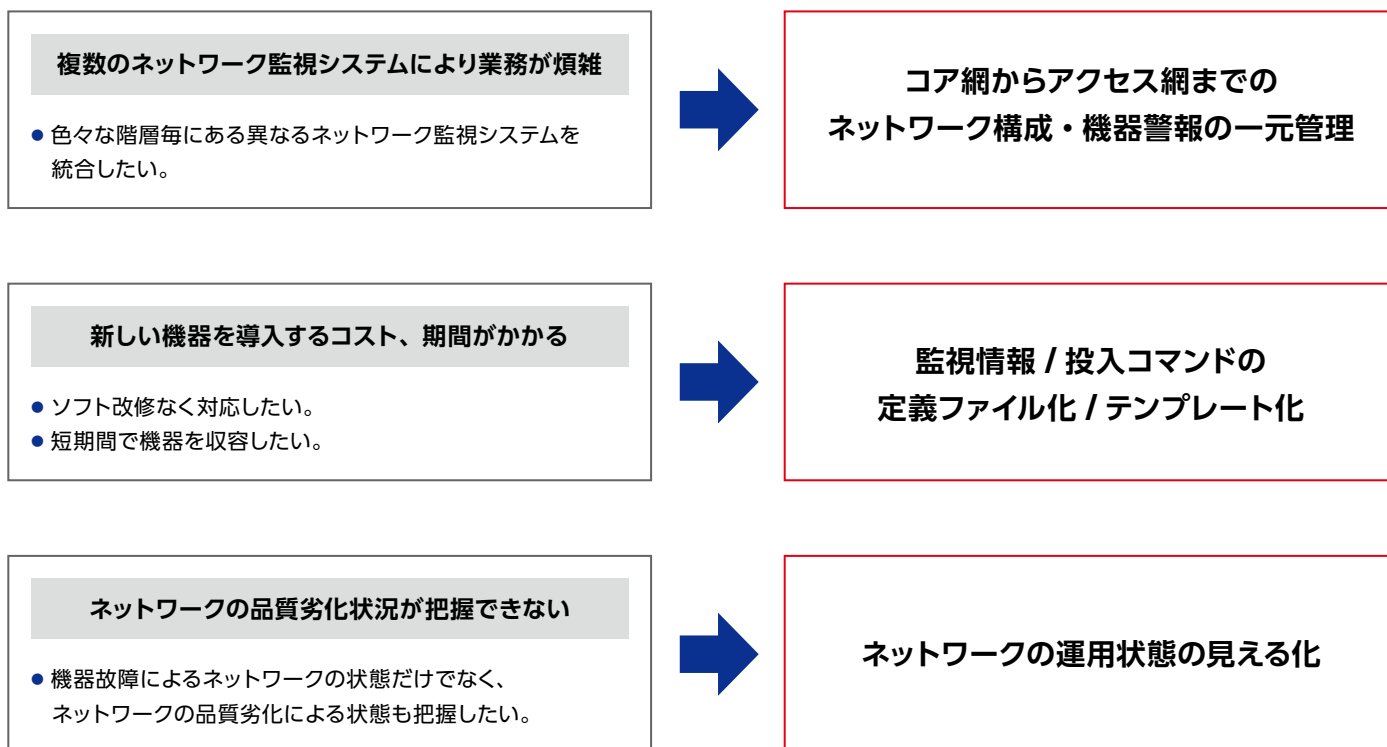 複数のネットワーク監視システムにより業務が煩雑
● 色々な階層毎にある異なるネットワーク監視システムを
統合したい。
コア網からアクセス網までの
ネットワーク構成・機器警報の一元管理
新しい機器を導入するコスト、期間がかかる
● ソフト改修なく対応したい。
● 短期間で機器を収容したい。
監視情報 / 投入コマンドの
定義ファイル化 / テンプレート化
ネットワークの品質劣化状況が把握できない
● 機器故障によるネットワークの状態だけでなく、
ネットワークの品質劣化による状態も把握したい。
ネットワークの運用状態の見える化